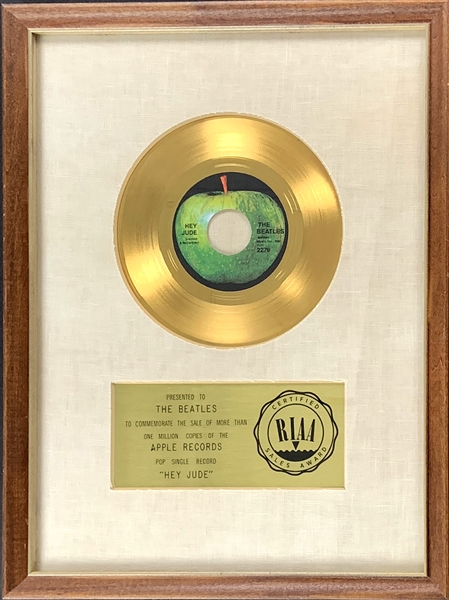 HEY
JUDE
THE
BEATLES
2276
PRESENTED TO
THE BEATLES
TO COMMEMORATE THE SALE OF MORE THAN
ONE MILLION COPIES OF THE
APPLE RECORDS
POP SINGLE RECORD
"HEY JUDE"
CERTIFIED
RIAA
SALES AWARD